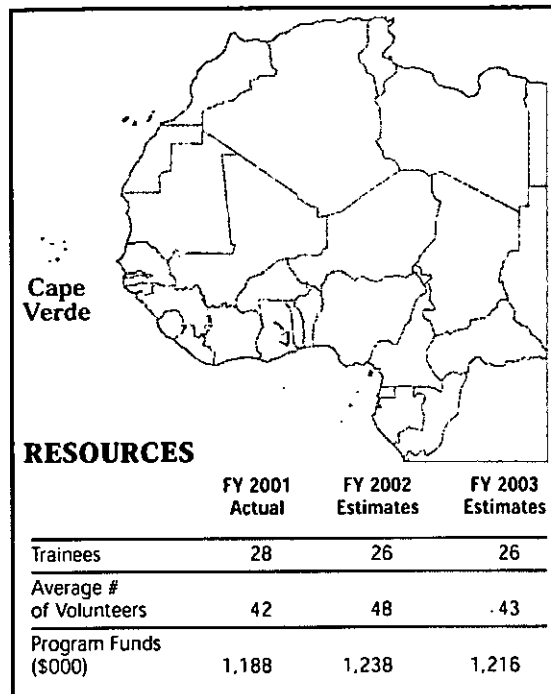 Cape
Verde
RESOURCES
FY 2001 FY 2002 FY 2003
Actual Estimates Estimates
Trainees 28 26 26
Average #
of Volunteers 42 48 43
Program Funds
($000) 1,188 1,238 1,216